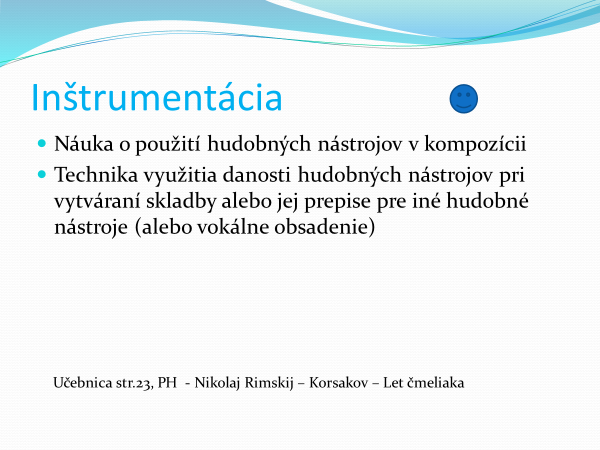 Inštrumentácia
Náuka o použití hudobných nástrojov v kompozícii
Technika využitia danosti hudobných nástrojov pri
vytváraní skladby alebo jej prepise pre iné hudobné
nástroje (alebo vokálne obsadenie)
Učebnica str.23, PH - Nikolaj Rimskij – Korsakov – Let čmeliaka